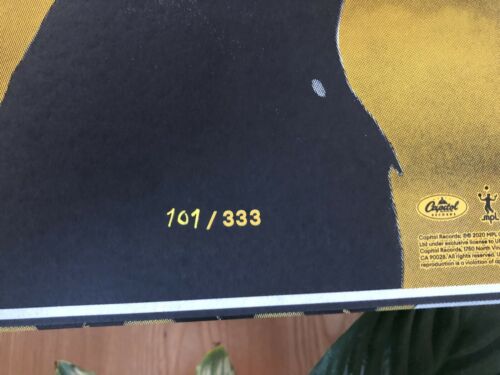 101 / 333
Capitol
RECORDS
MPL
Capitol Records; ℗© 2020 MPL
Ltd under exclusive license to
Capitol Records, 1750 North
CA 90028. All rights reserved.
reproduction is a violation of